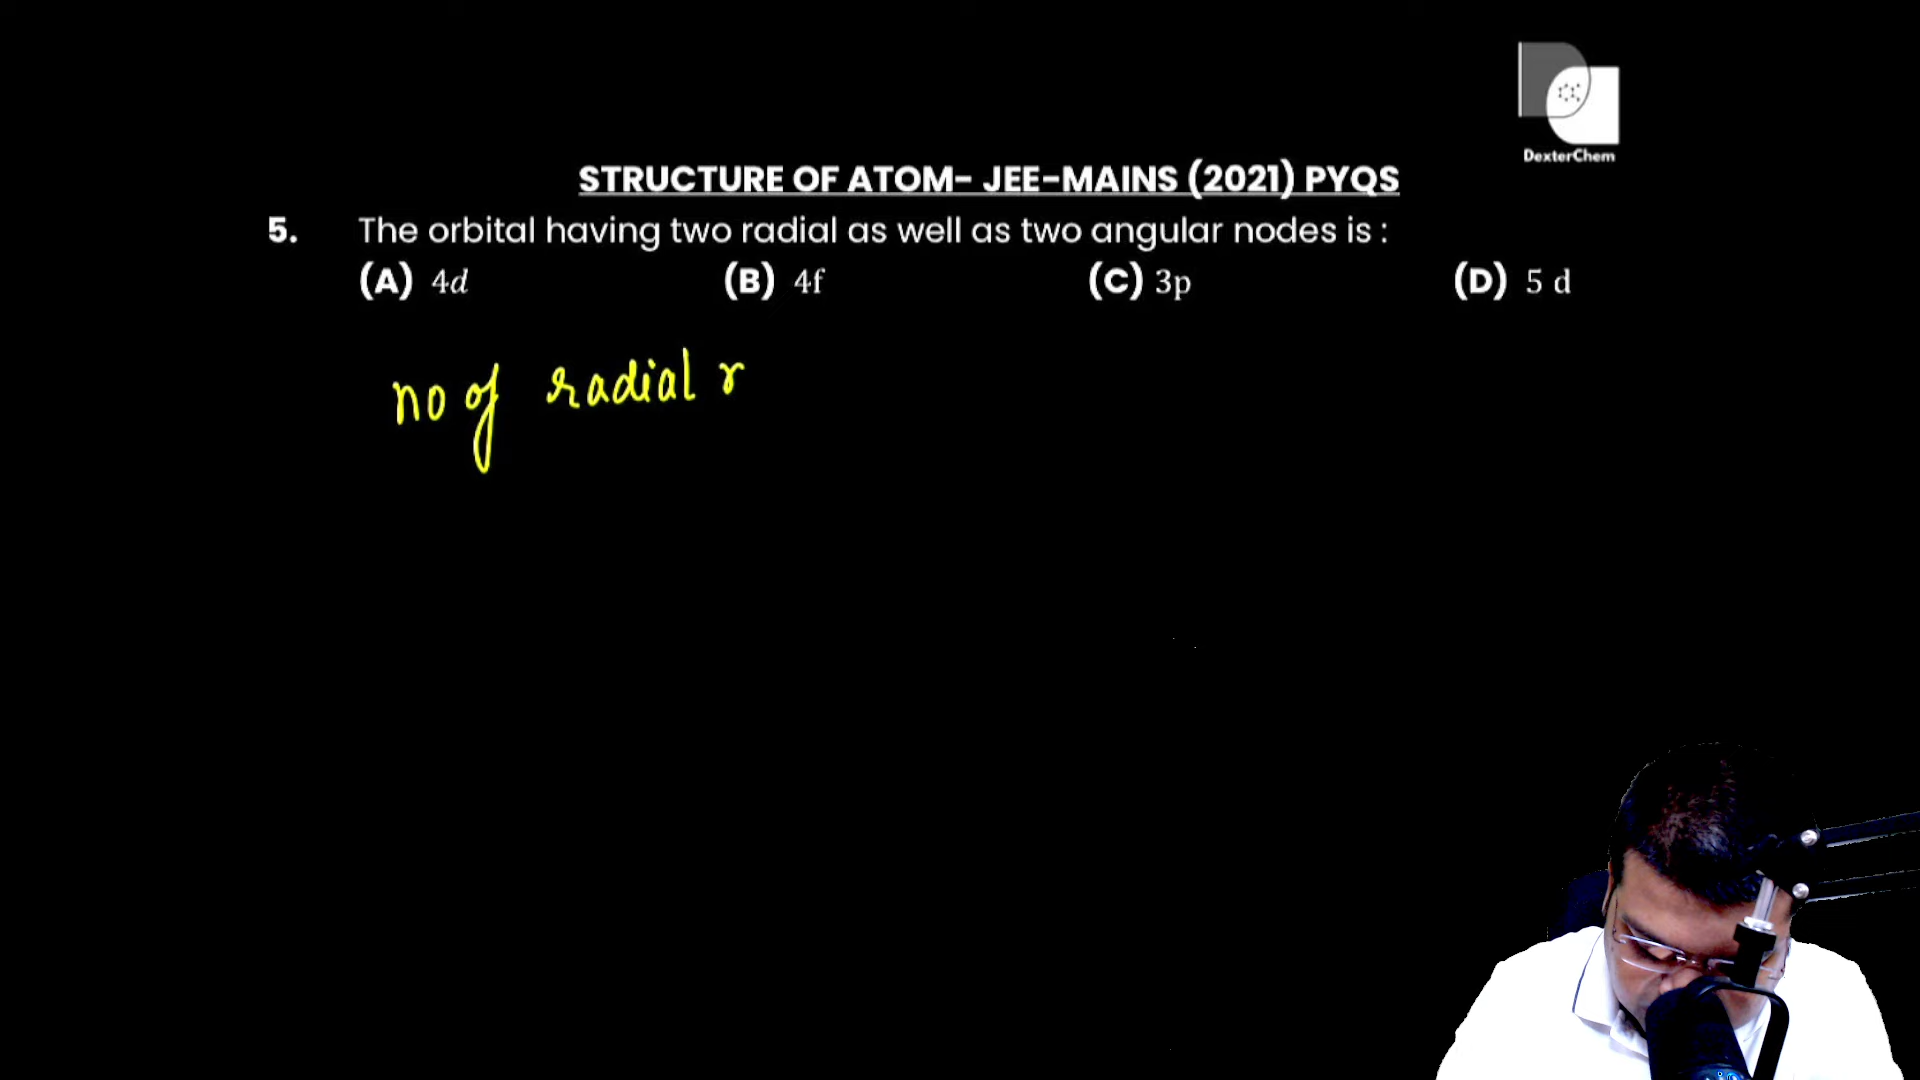 DexterChem
STRUCTURE OF ATOM- JEE-MAINS (2021) PYQS
5. The orbital having two radial as well as two angular nodes is :
(A) 4d (B) 4f (C) 3p (D) 5 d
no of radial r